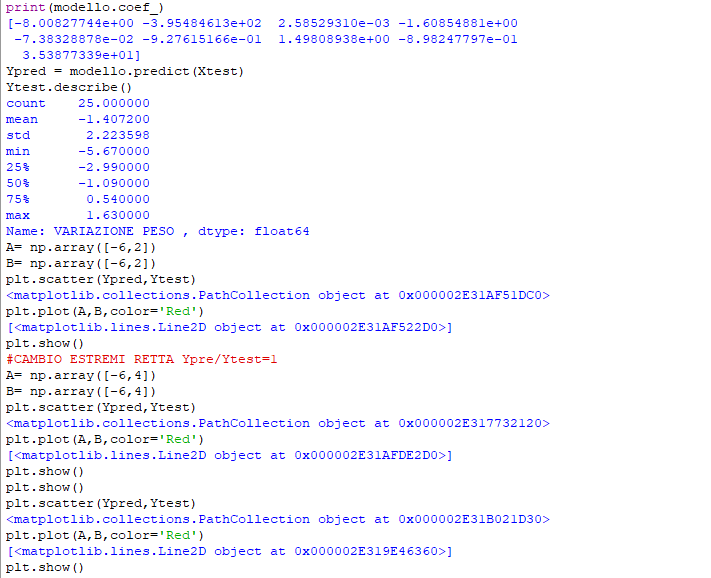 print(modello.coef_)
[-8.00827744e+00 -3.95484613e+02  2.58529310e-03 -1.60854881e+00
 -7.38328878e-02 -9.27615166e-01  1.49808938e+00 -8.98247797e-01
  3.53877339e+01]
Ypred = modello.predict(Xtest)
Ytest.describe()
count    25.000000
mean     -1.407200
std       2.223598
min      -5.670000
25%      -2.990000
50%      -1.090000
75%       0.540000
max       1.630000
Name: VARIAZIONE PESO , dtype: float64
A= np.array([-6,2])
B= np.array([-6,2])
plt.scatter(Ypred,Ytest)
<matplotlib.collections.PathCollection object at 0x000002E31AF51DC0>
plt.plot(A,B,color='Red')
[<matplotlib.lines.Line2D object at 0x000002E31AF522D0>]
plt.show()
#CAMBIO ESTREMI RETTA Ypre/Ytest=1
A= np.array([-6,4])
B= np.array([-6,4])
plt.scatter(Ypred,Ytest)
<matplotlib.collections.PathCollection object at 0x000002E317732120>
plt.plot(A,B,color='Red')
[<matplotlib.lines.Line2D object at 0x000002E31AFDE2D0>]
plt.show()
plt.show()
plt.scatter(Ypred,Ytest)
<matplotlib.collections.PathCollection object at 0x000002E31B021D30>
plt.plot(A,B,color='Red')
[<matplotlib.lines.Line2D object at 0x000002E319E46360>]
plt.show()